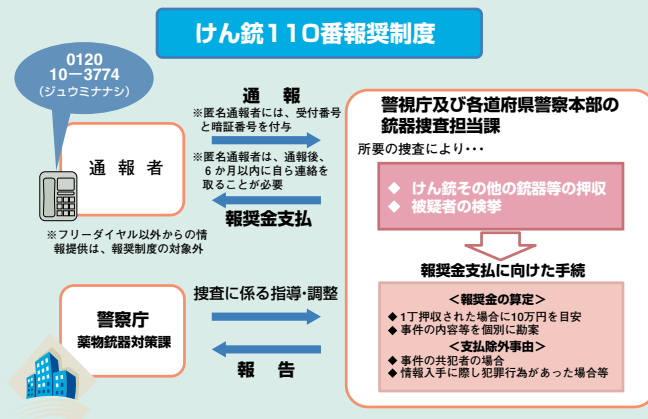 けん銃110番報奨制度
0120
10−3774
（ジュウミナナシ）
通報者
※フリーダイヤル以外からの情
報提供は、報奨制度の対象外
通　報
※匿名通報者には、受付番号
と暗証番号を付与
※匿名通報者は、通報後、
６か月以内に自ら連絡を
取ることが必要
報奨金支払
警視庁及び各道府県警察本部の
銃器捜査担当課
所要の捜査により･･･
◆ けん銃その他の銃器等の押収
◆ 被疑者の検挙
報奨金支払に向けた手続
＜報奨金の算定＞
◆ 1丁押収された場合に10万円を目安
◆ 事件の内容等を個別に勘案
＜支払除外事由＞
◆ 事件の共犯者の場合
◆ 情報入手に際し犯罪行為があった場合等
警察庁
薬物銃器対策課
捜査に係る指導･調整
報　告